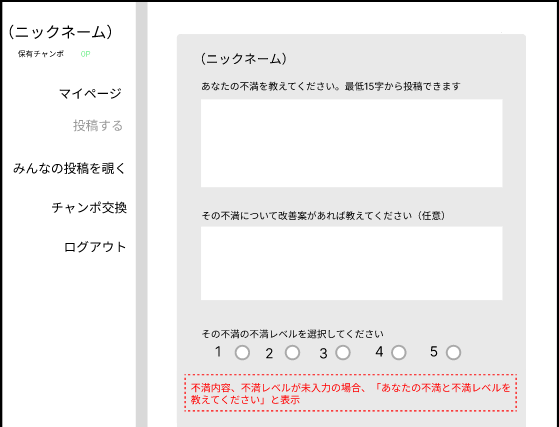 (ニックネーム)
保有チャンポ 0P
マイページ
投稿する
みんなの投稿を覗く
チャンポ交換
ログアウト
(ニックネーム)
あなたの不満を教えてください。最低15字から投稿できます
その不満について改善案があれば教えてください（任意）
その不満の不満レベルを選択してください
1 2 3 4 5
不満内容、不満レベルが未入力の場合、「あなたの不満と不満レベルを
教えてください」と表示